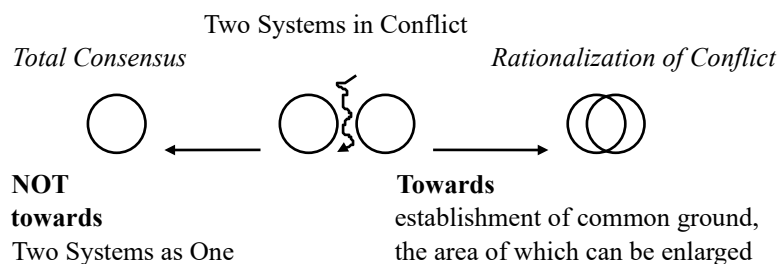 Two Systems in Conflict
Total Consensus
Rationalization of Conflict
NOT
towards
Two Systems as One
Towards
establishment of common ground,
the area of which can be enlarged